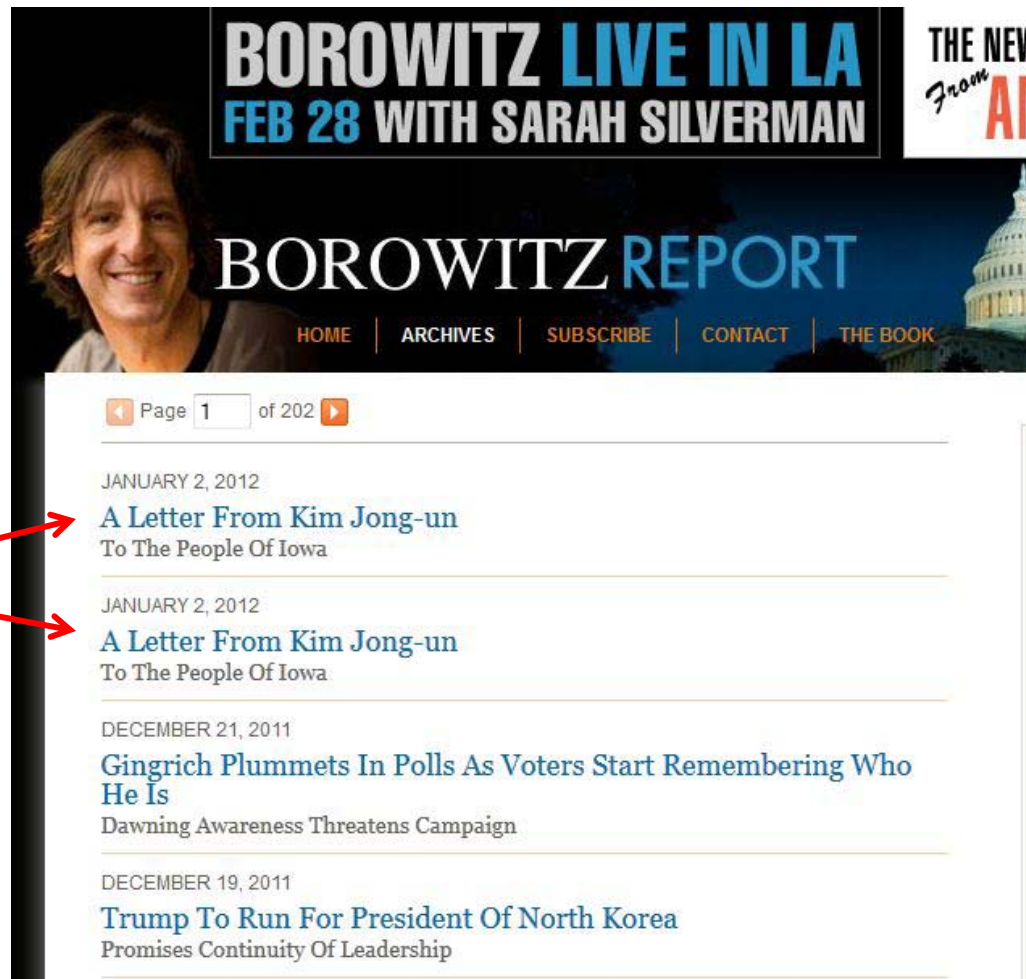 BOROWITZ LIVE IN LA
FEB 28 WITH SARAH SILVERMAN
THE
From
BOROWITZ REPORT
HOME ARCHIVES SUBSCRIBE CONTACT THE BOOK
Page 1 of 202
JANUARY 2, 2012
A Letter From Kim Jong-un
To The People Of Iowa
JANUARY 2, 2012
A Letter From Kim Jong-un
To The People Of Iowa
DECEMBER 21, 2011
Gingrich Plummets In Polls As Voters Start Remembering Who
He Is
Dawning Awareness Threatens Campaign
DECEMBER 19, 2011
Trump To Run For President Of North Korea
Promises Continuity Of Leadership